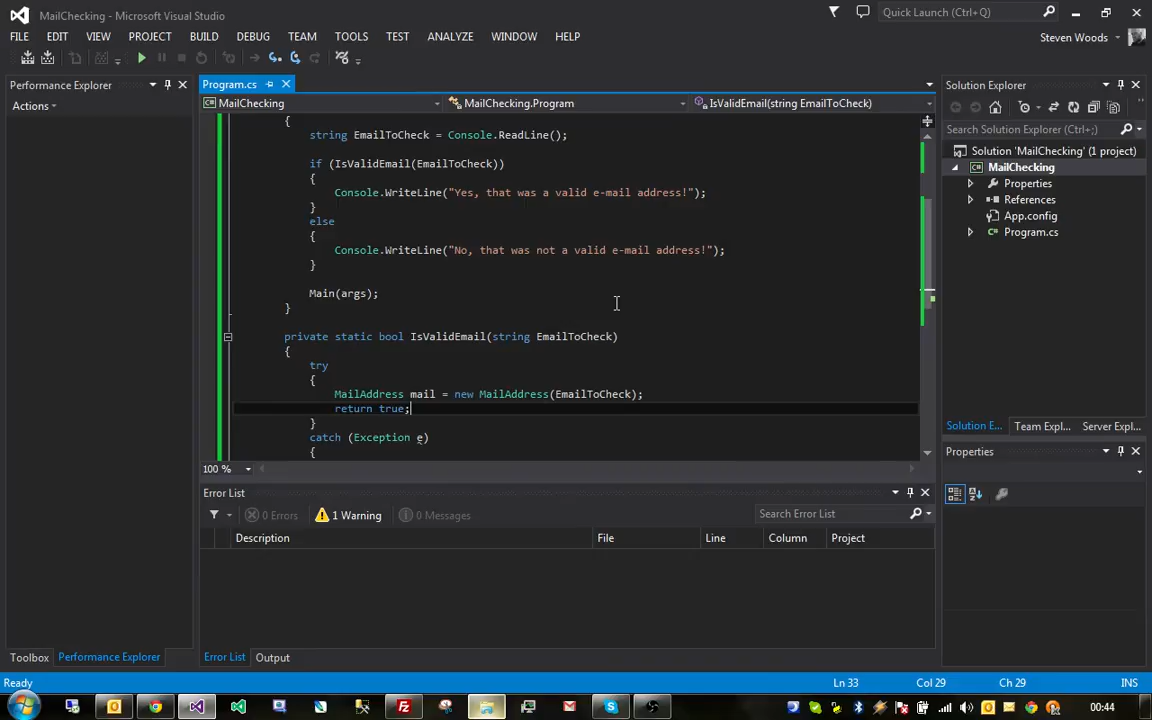 MailChecking - Microsoft Visual Studio
Quick Launch (Ctrl+Q)
FILE EDIT VIEW PROJECT BUILD DEBUG TEAM TOOLS TEST ANALYZE WINDOW HELP
Steven Woods
Performance Explorer
Actions
Program.cs
MailChecking
MailChecking.Program
IsValidEmail(string EmailToCheck)
{
string EmailToCheck = Console.ReadLine();
if (IsValidEmail(EmailToCheck))
{
Console.WriteLine("Yes, that was a valid e-mail address!");
}
else
{
Console.WriteLine("No, that was not a valid e-mail address!");
}
Main(args);
}
private static bool IsValidEmail(string EmailToCheck)
{
try
{
MailAddress mail = new MailAddress(EmailToCheck);
return true;
}
catch (Exception e)
{
100 %
Solution Explorer
Search Solution Explorer (Ctrl+;)
Solution 'MailChecking' (1 project)
MailChecking
Properties
References
App.config
Program.cs
Solution E... Team Expl... Server Expl...
Properties
Error List
0 Errors 1 Warning 0 Messages
Search Error List
Description File Line Column Project
Toolbox Performance Explorer
Error List Output
Ready
Ln 33 Col 29 Ch 29 INS
00:44